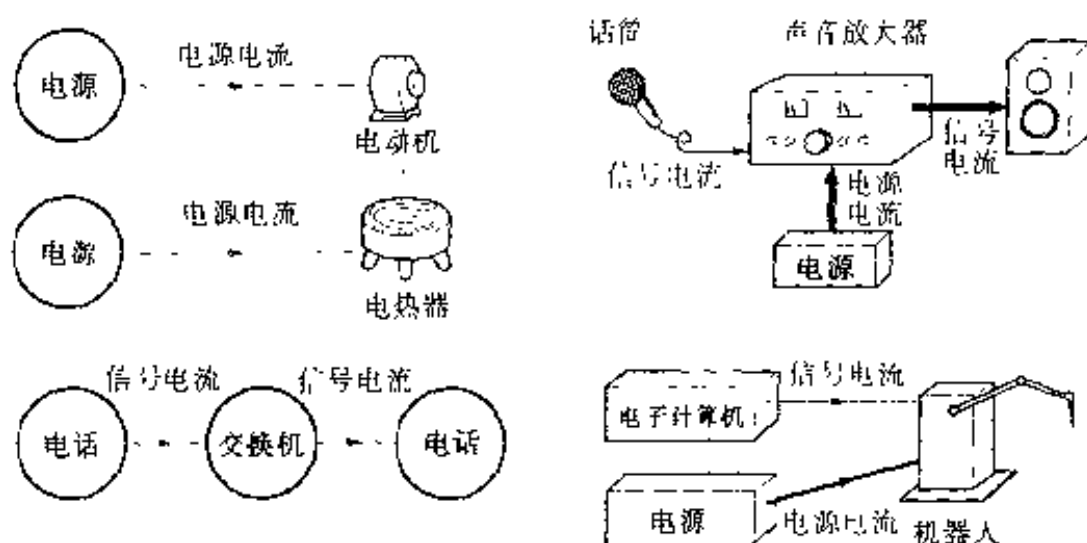 电源
电源电流
电动机
电源
电源电流
电热器
电话
信号电流
交换机
信号电流
电话
话筒
声音放大器
信号电流
信号
电流
电源
电流
电源
电子计算机
信号电流
电源
电源电流
机器人